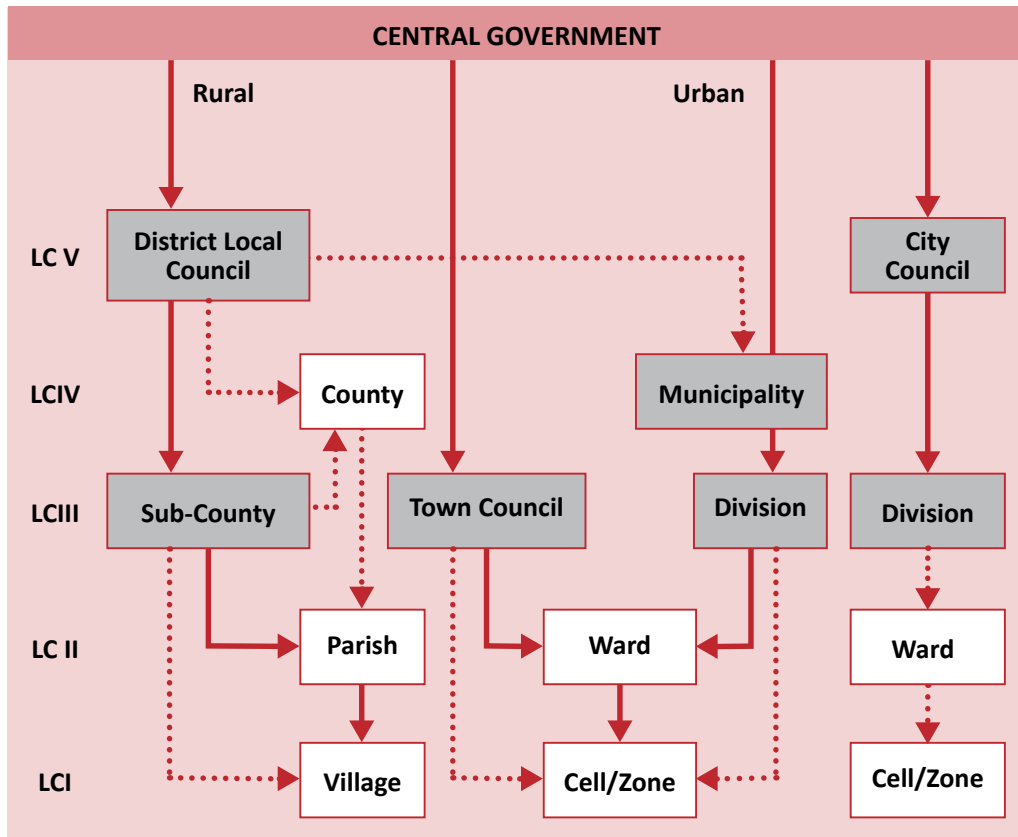 CENTRAL GOVERNMENT
Rural
Urban
LC V
District Local
Council
City
Council
LCIV
County
Municipality
LCIII
Sub-County
Town Council
Division
Division
LC II
Parish
Ward
Ward
LCI
Village
Cell/Zone
Cell/Zone